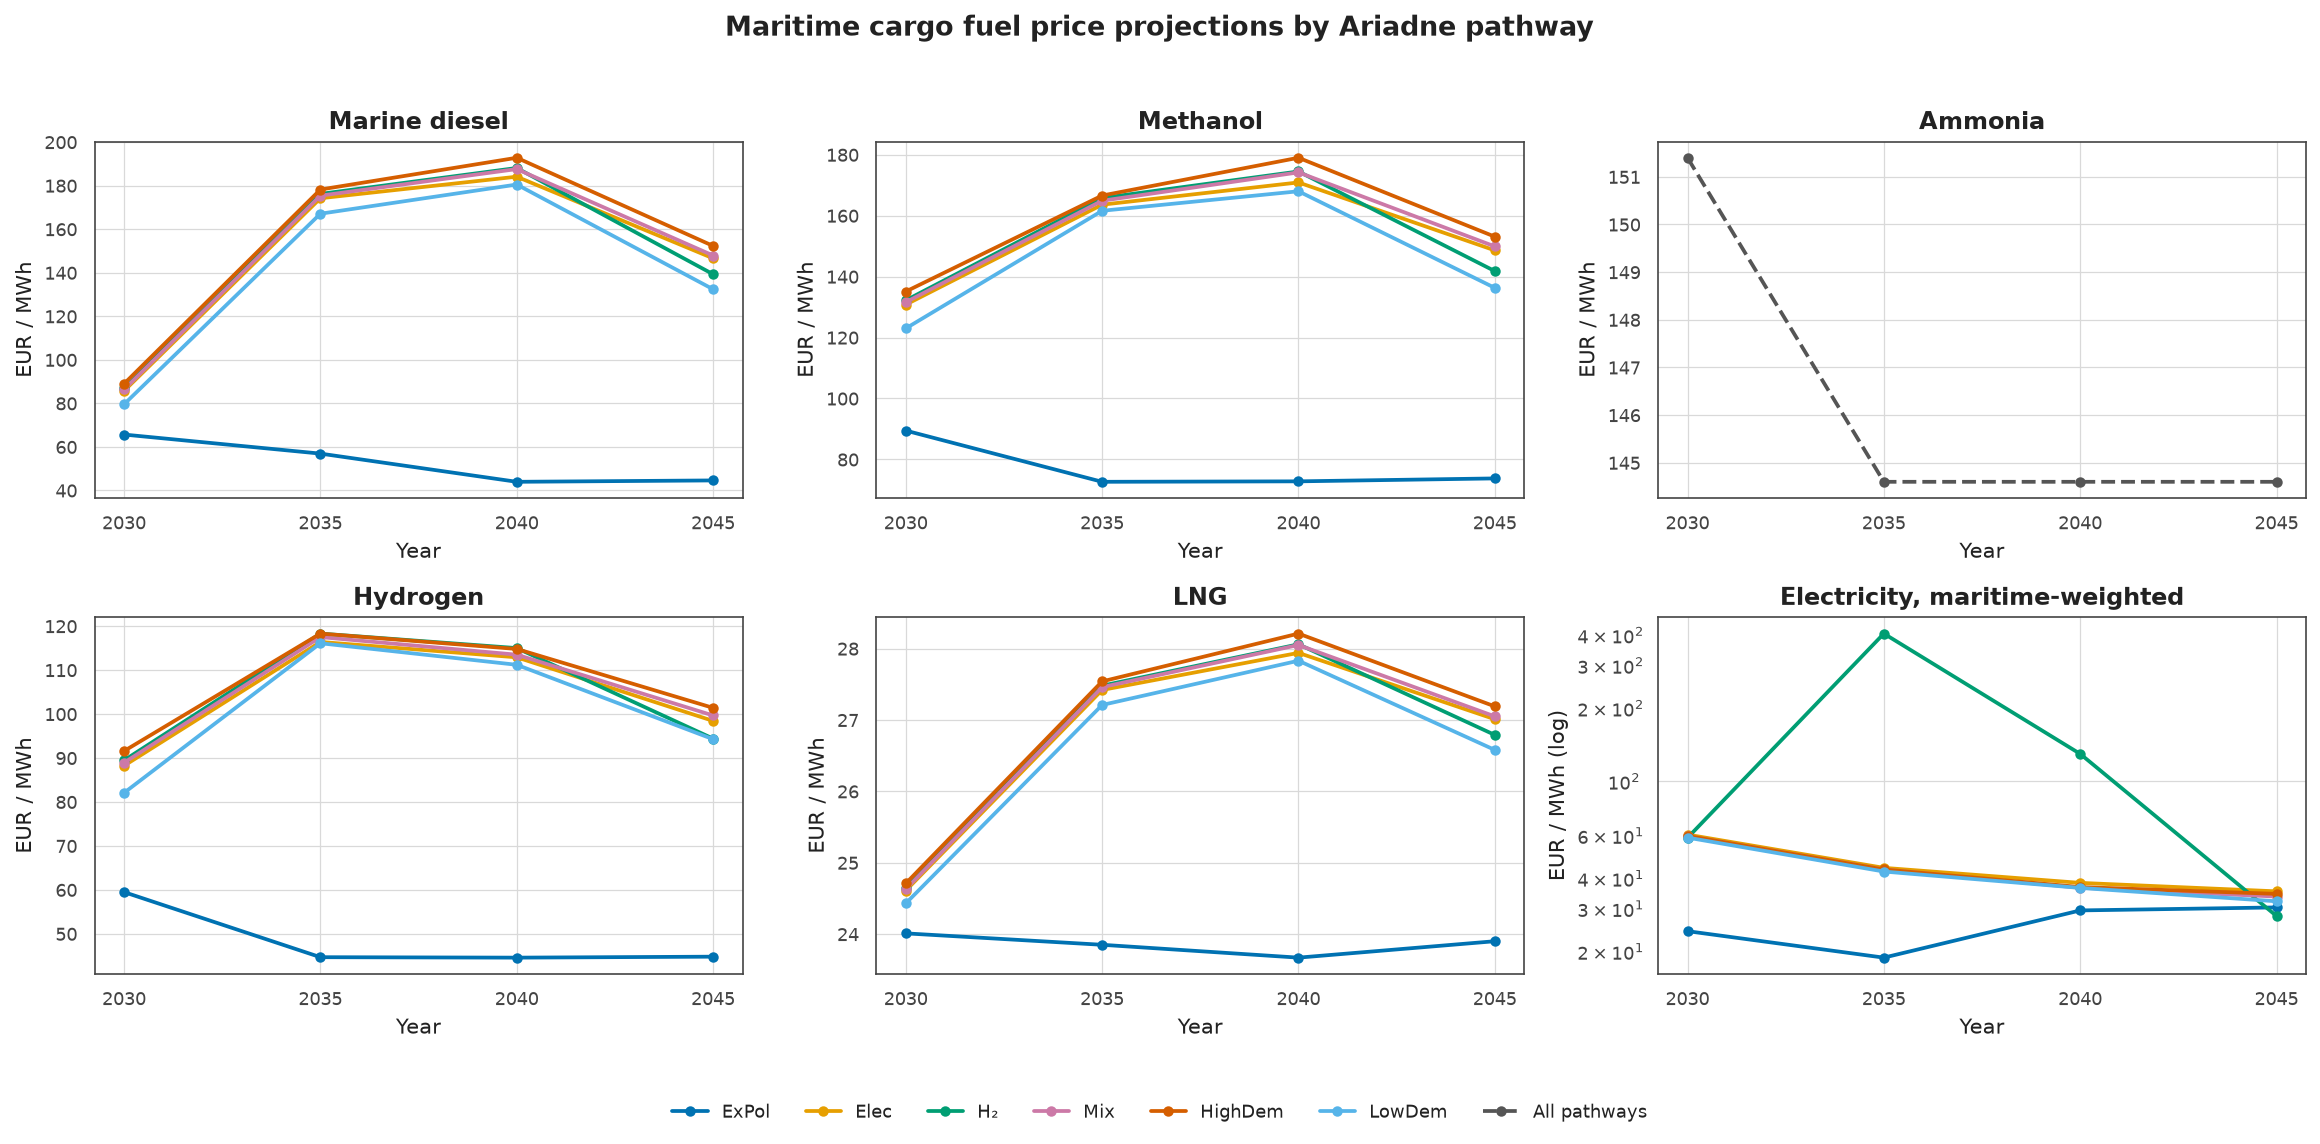 Maritime cargo fuel price projections by Ariadne pathway
Marine diesel
EUR / MWh
200
180
160
140
120
100
80
60
40
2030 2035 2040 2045
Year
Methanol
EUR / MWh
180
160
140
120
100
80
2030 2035 2040 2045
Year
Ammonia
EUR / MWh
151
150
149
148
147
146
145
2030 2035 2040 2045
Year
Hydrogen
EUR / MWh
120
110
100
90
80
70
60
50
2030 2035 2040 2045
Year
LNG
EUR / MWh
28
27
26
25
24
2030 2035 2040 2045
Year
Electricity, maritime-weighted
EUR / MWh (log)
4 × 10²
3 × 10²
2 × 10²
10²
6 × 10¹
4 × 10¹
3 × 10¹
2 × 10¹
2030 2035 2040 2045
Year
ExPol Elec H₂ Mix HighDem LowDem All pathways